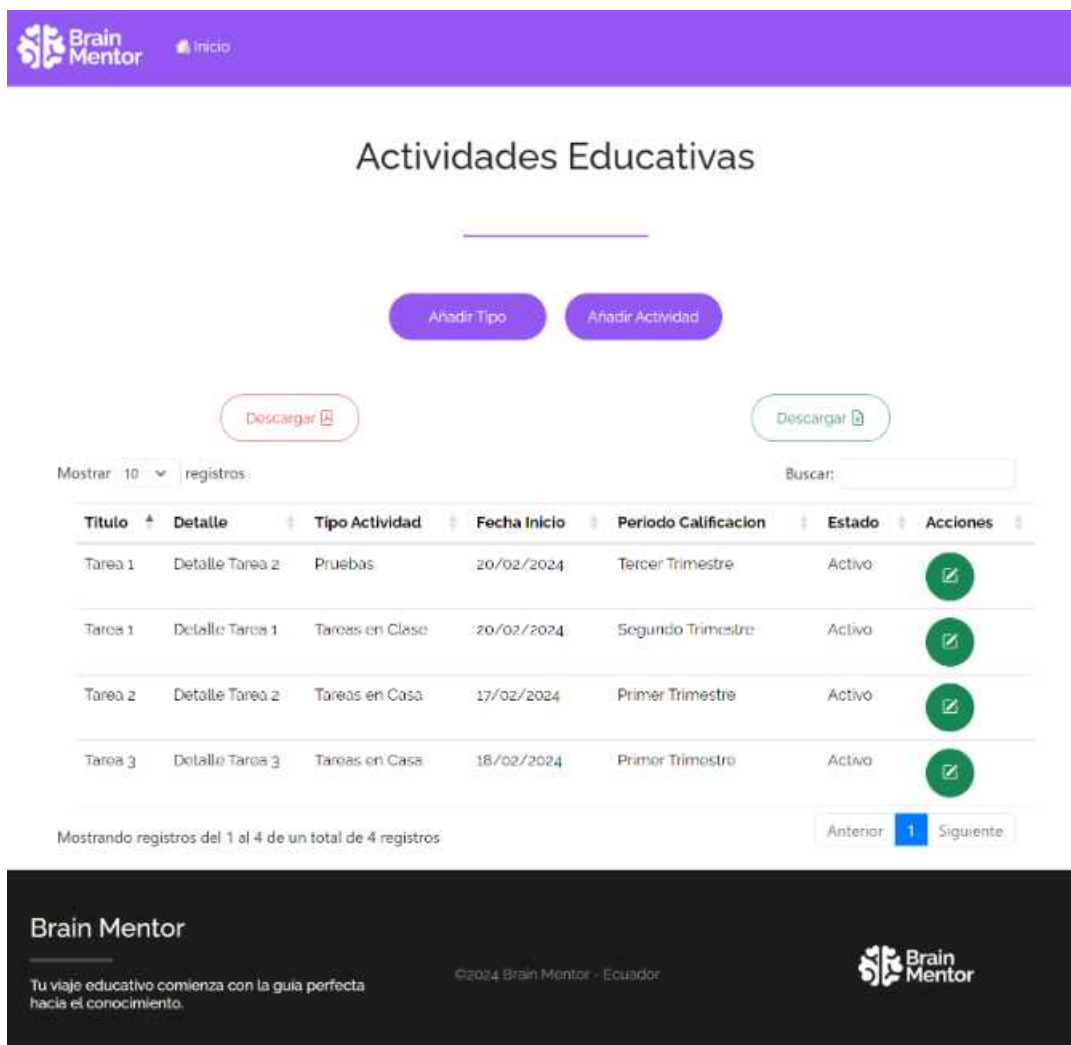 Brain
Mentor
Inicio
Actividades Educativas
Añadir Tipo Añadir Actividad
Descargar Descargar
Mostrar 10 registros Buscar:
Titulo Detalle Tipo Actividad Fecha Inicio Periodo Calificacion Estado Acciones
Tarea 1 Detalle Tarea 2 Pruebas 20/02/2024 Tercer Trimestre Activo
Tarea 1 Detalle Tarea 1 Tareas en Clase 20/02/2024 Segundo Trimestre Activo
Tarea 2 Detalle Tarea 2 Tareas en Casa 17/02/2024 Primer Trimestre Activo
Tarea 3 Detalle Tarea 3 Tareas en Casa 18/02/2024 Primer Trimestre Activo
Mostrando registros del 1 al 4 de un total de 4 registros Anterior 1 Siguiente
Brain Mentor
Tu viaje educativo comienza con la guía perfecta
hacia el conocimiento.
©2024 Brain Mentor - Ecuador
Brain
Mentor